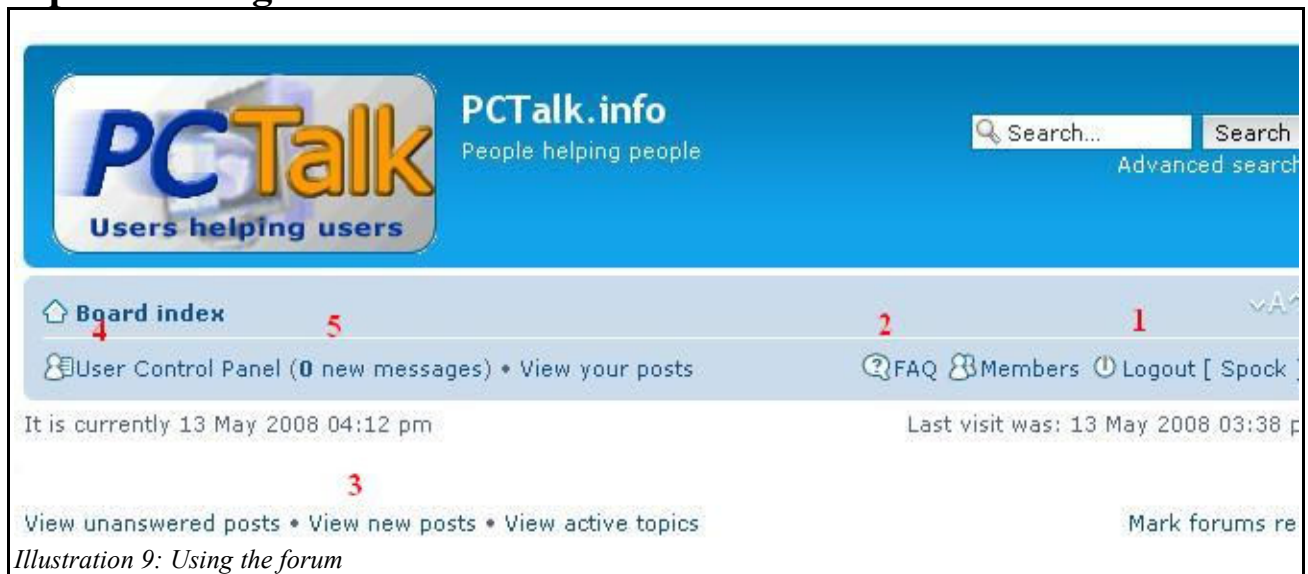 PCTalk
Users helping users
PCTalk.info
People helping people
Search... Search
Advanced search
Board index
4 5 2 1
User Control Panel (0 new messages) • View your posts FAQ Members Logout [ Spock ]
It is currently 13 May 2008 04:12 pm Last visit was: 13 May 2008 03:38 p
3
View unanswered posts • View new posts • View active topics Mark forums re
Illustration 9: Using the forum